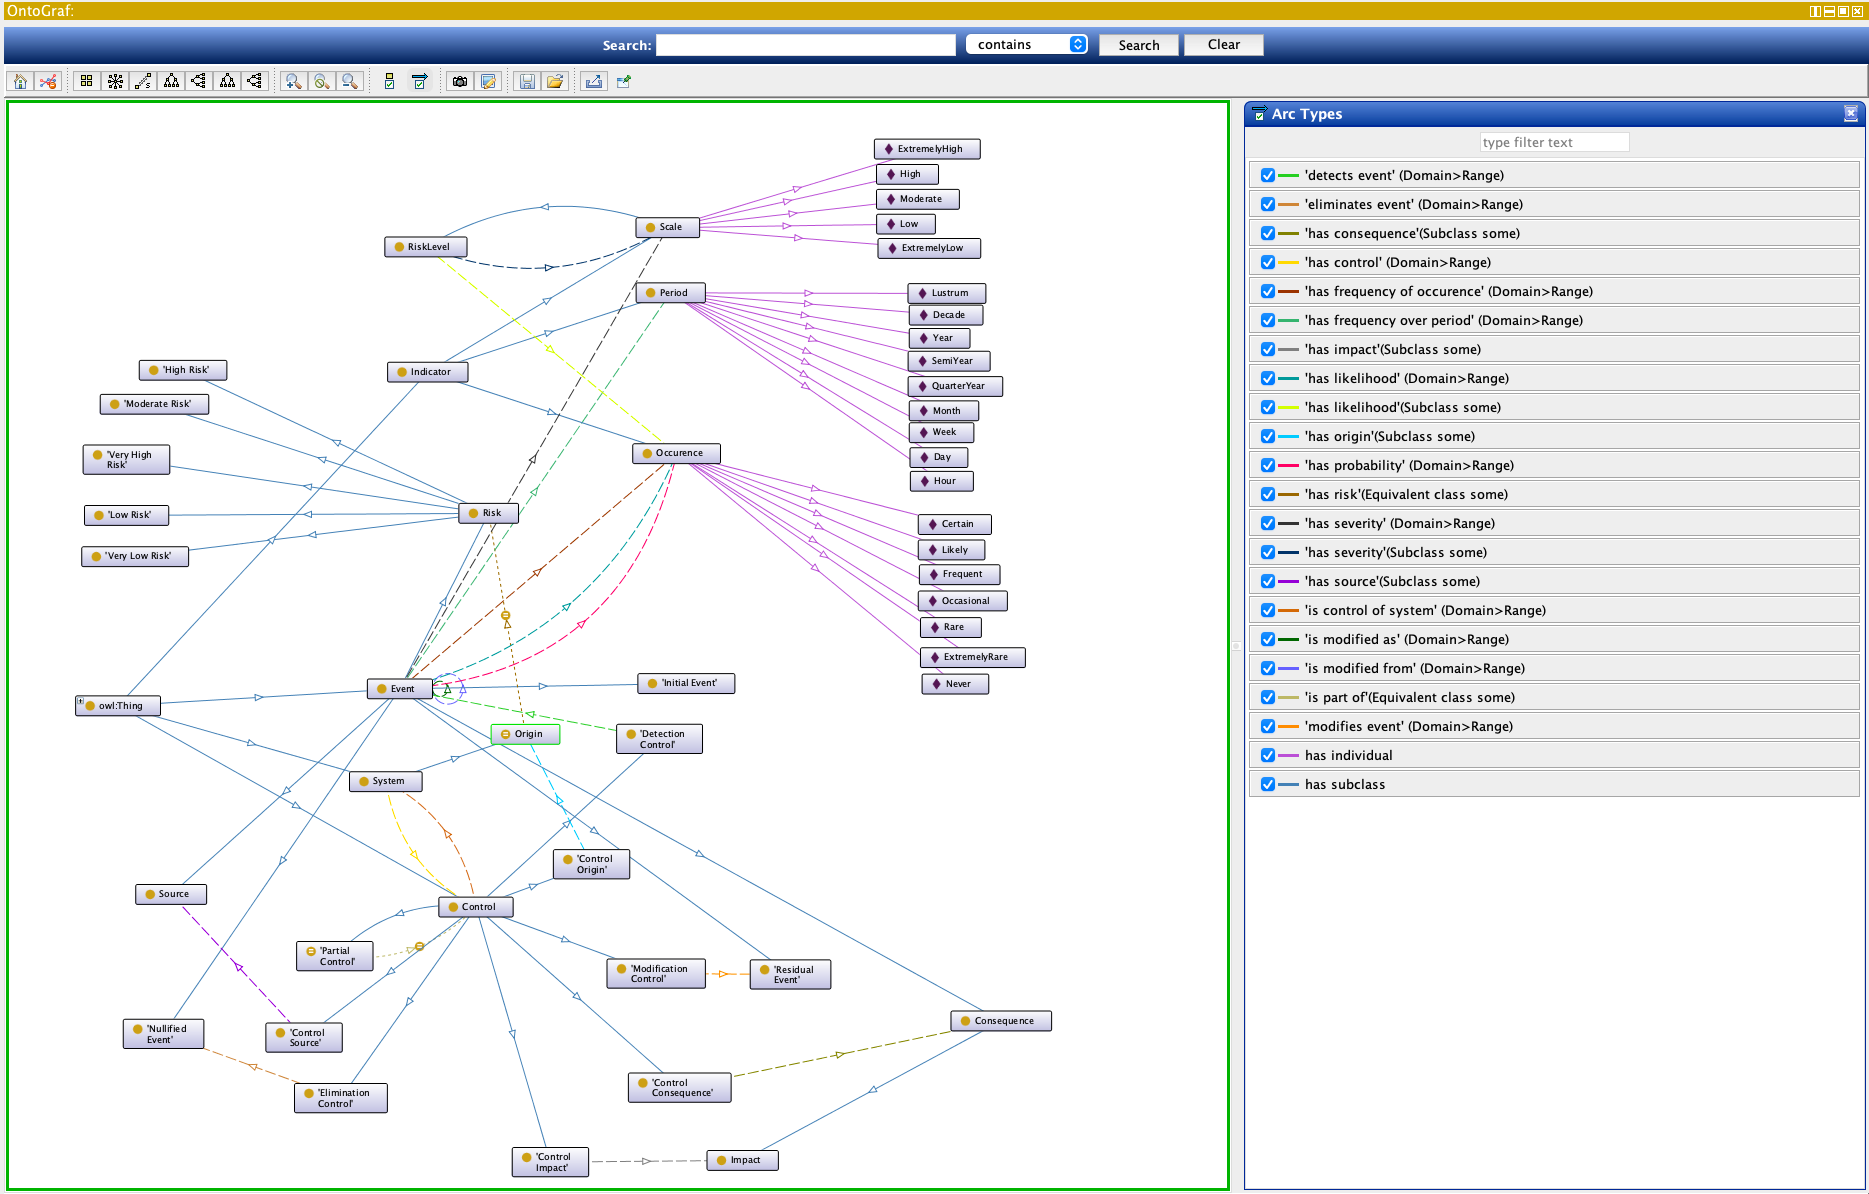 OntoGraf:
Search:
contains
Search
Clear
ExtremelyHigh
High
Moderate
Low
ExtremelyLow
Scale
RiskLevel
Period
Lustrum
Decade
Year
SemiYear
QuarterYear
Month
Week
Day
Hour
Indicator
'High Risk'
'Moderate Risk'
'Very High
Risk'
'Low Risk'
'Very Low Risk'
Occurence
Risk
Certain
Likely
Frequent
Occasional
Rare
ExtremelyRare
Never
Event
'Initial Event'
owl:Thing
Origin
'Detection
Control'
System
'Control
Origin'
Source
Control
'Partial
Control'
'Modification
Control'
'Residual
Event'
'Nullified
Event'
'Control
Source'
Consequence
'Elimination
Control'
'Control
Consequence'
'Control
Impact'
Impact
Arc Types
type filter text
'detects event' (Domain>Range)
'eliminates event' (Domain>Range)
'has consequence'(Subclass some)
'has control' (Domain>Range)
'has frequency of occurence' (Domain>Range)
'has frequency over period' (Domain>Range)
'has impact'(Subclass some)
'has likelihood' (Domain>Range)
'has likelihood'(Subclass some)
'has origin'(Subclass some)
'has probability' (Domain>Range)
'has risk'(Equivalent class some)
'has severity' (Domain>Range)
'has severity'(Subclass some)
'has source'(Subclass some)
'is control of system' (Domain>Range)
'is modified as' (Domain>Range)
'is modified from' (Domain>Range)
'is part of'(Equivalent class some)
'modifies event' (Domain>Range)
has individual
has subclass